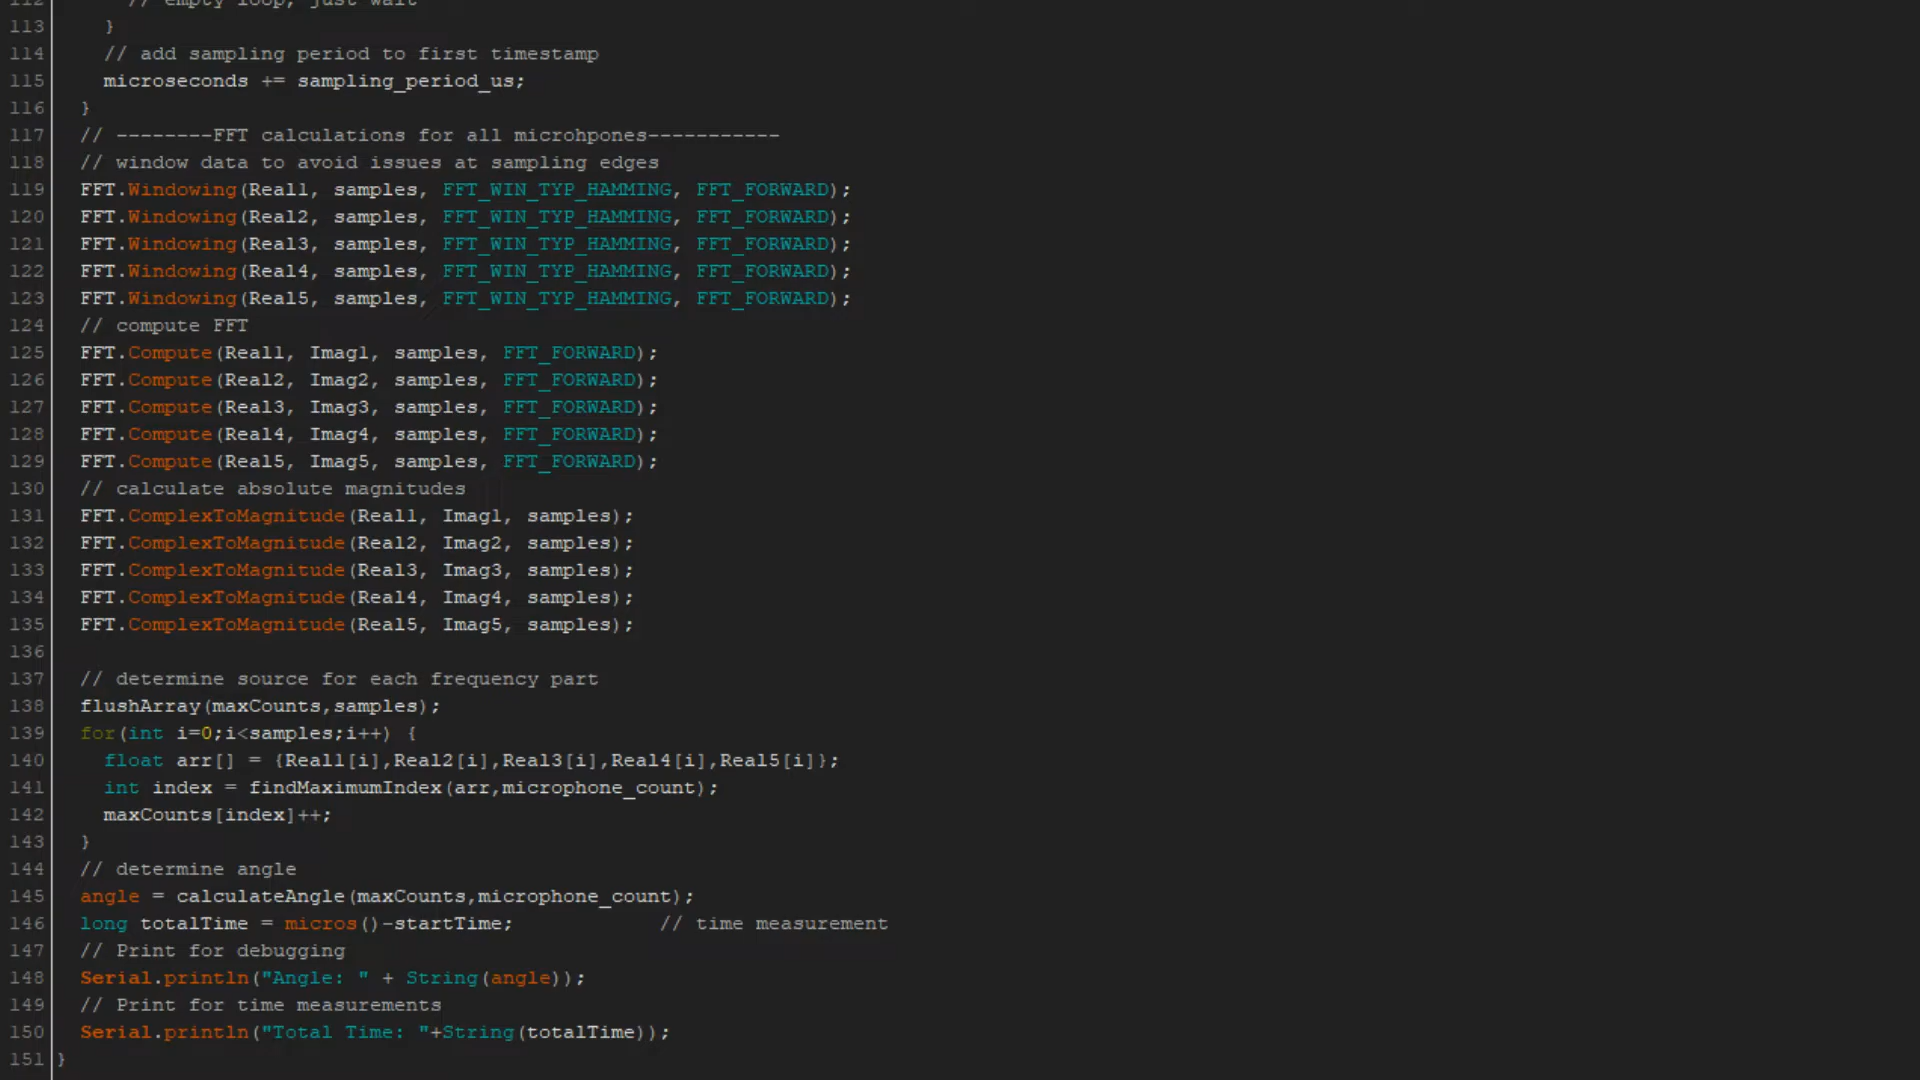 112 // empty loop, just wait
113 }
114 // add sampling period to first timestamp
115 microseconds += sampling_period_us;
116 }
117 // --------FFT calculations for all microhpones-----------
118 // window data to avoid issues at sampling edges
119 FFT.Windowing(Real1, samples, FFT_WIN_TYP_HAMMING, FFT_FORWARD);
120 FFT.Windowing(Real2, samples, FFT_WIN_TYP_HAMMING, FFT_FORWARD);
121 FFT.Windowing(Real3, samples, FFT_WIN_TYP_HAMMING, FFT_FORWARD);
122 FFT.Windowing(Real4, samples, FFT_WIN_TYP_HAMMING, FFT_FORWARD);
123 FFT.Windowing(Real5, samples, FFT_WIN_TYP_HAMMING, FFT_FORWARD);
124 // compute FFT
125 FFT.Compute(Real1, Imag1, samples, FFT_FORWARD);
126 FFT.Compute(Real2, Imag2, samples, FFT_FORWARD);
127 FFT.Compute(Real3, Imag3, samples, FFT_FORWARD);
128 FFT.Compute(Real4, Imag4, samples, FFT_FORWARD);
129 FFT.Compute(Real5, Imag5, samples, FFT_FORWARD);
130 // calculate absolute magnitudes
131 FFT.ComplexToMagnitude(Real1, Imag1, samples);
132 FFT.ComplexToMagnitude(Real2, Imag2, samples);
133 FFT.ComplexToMagnitude(Real3, Imag3, samples);
134 FFT.ComplexToMagnitude(Real4, Imag4, samples);
135 FFT.ComplexToMagnitude(Real5, Imag5, samples);
136
137 // determine source for each frequency part
138 flushArray(maxCounts,samples);
139 for(int i=0;i<samples;i++) {
140 float arr[] = {Real1[i],Real2[i],Real3[i],Real4[i],Real5[i]};
141 int index = findMaximumIndex(arr,microphone_count);
142 maxCounts[index]++;
143 }
144 // determine angle
145 angle = calculateAngle(maxCounts,microphone_count);
146 long totalTime = micros()-startTime; // time measurement
147 // Print for debugging
148 Serial.println("Angle: " + String(angle));
149 // Print for time measurements
150 Serial.println("Total Time: "+String(totalTime));
151 }